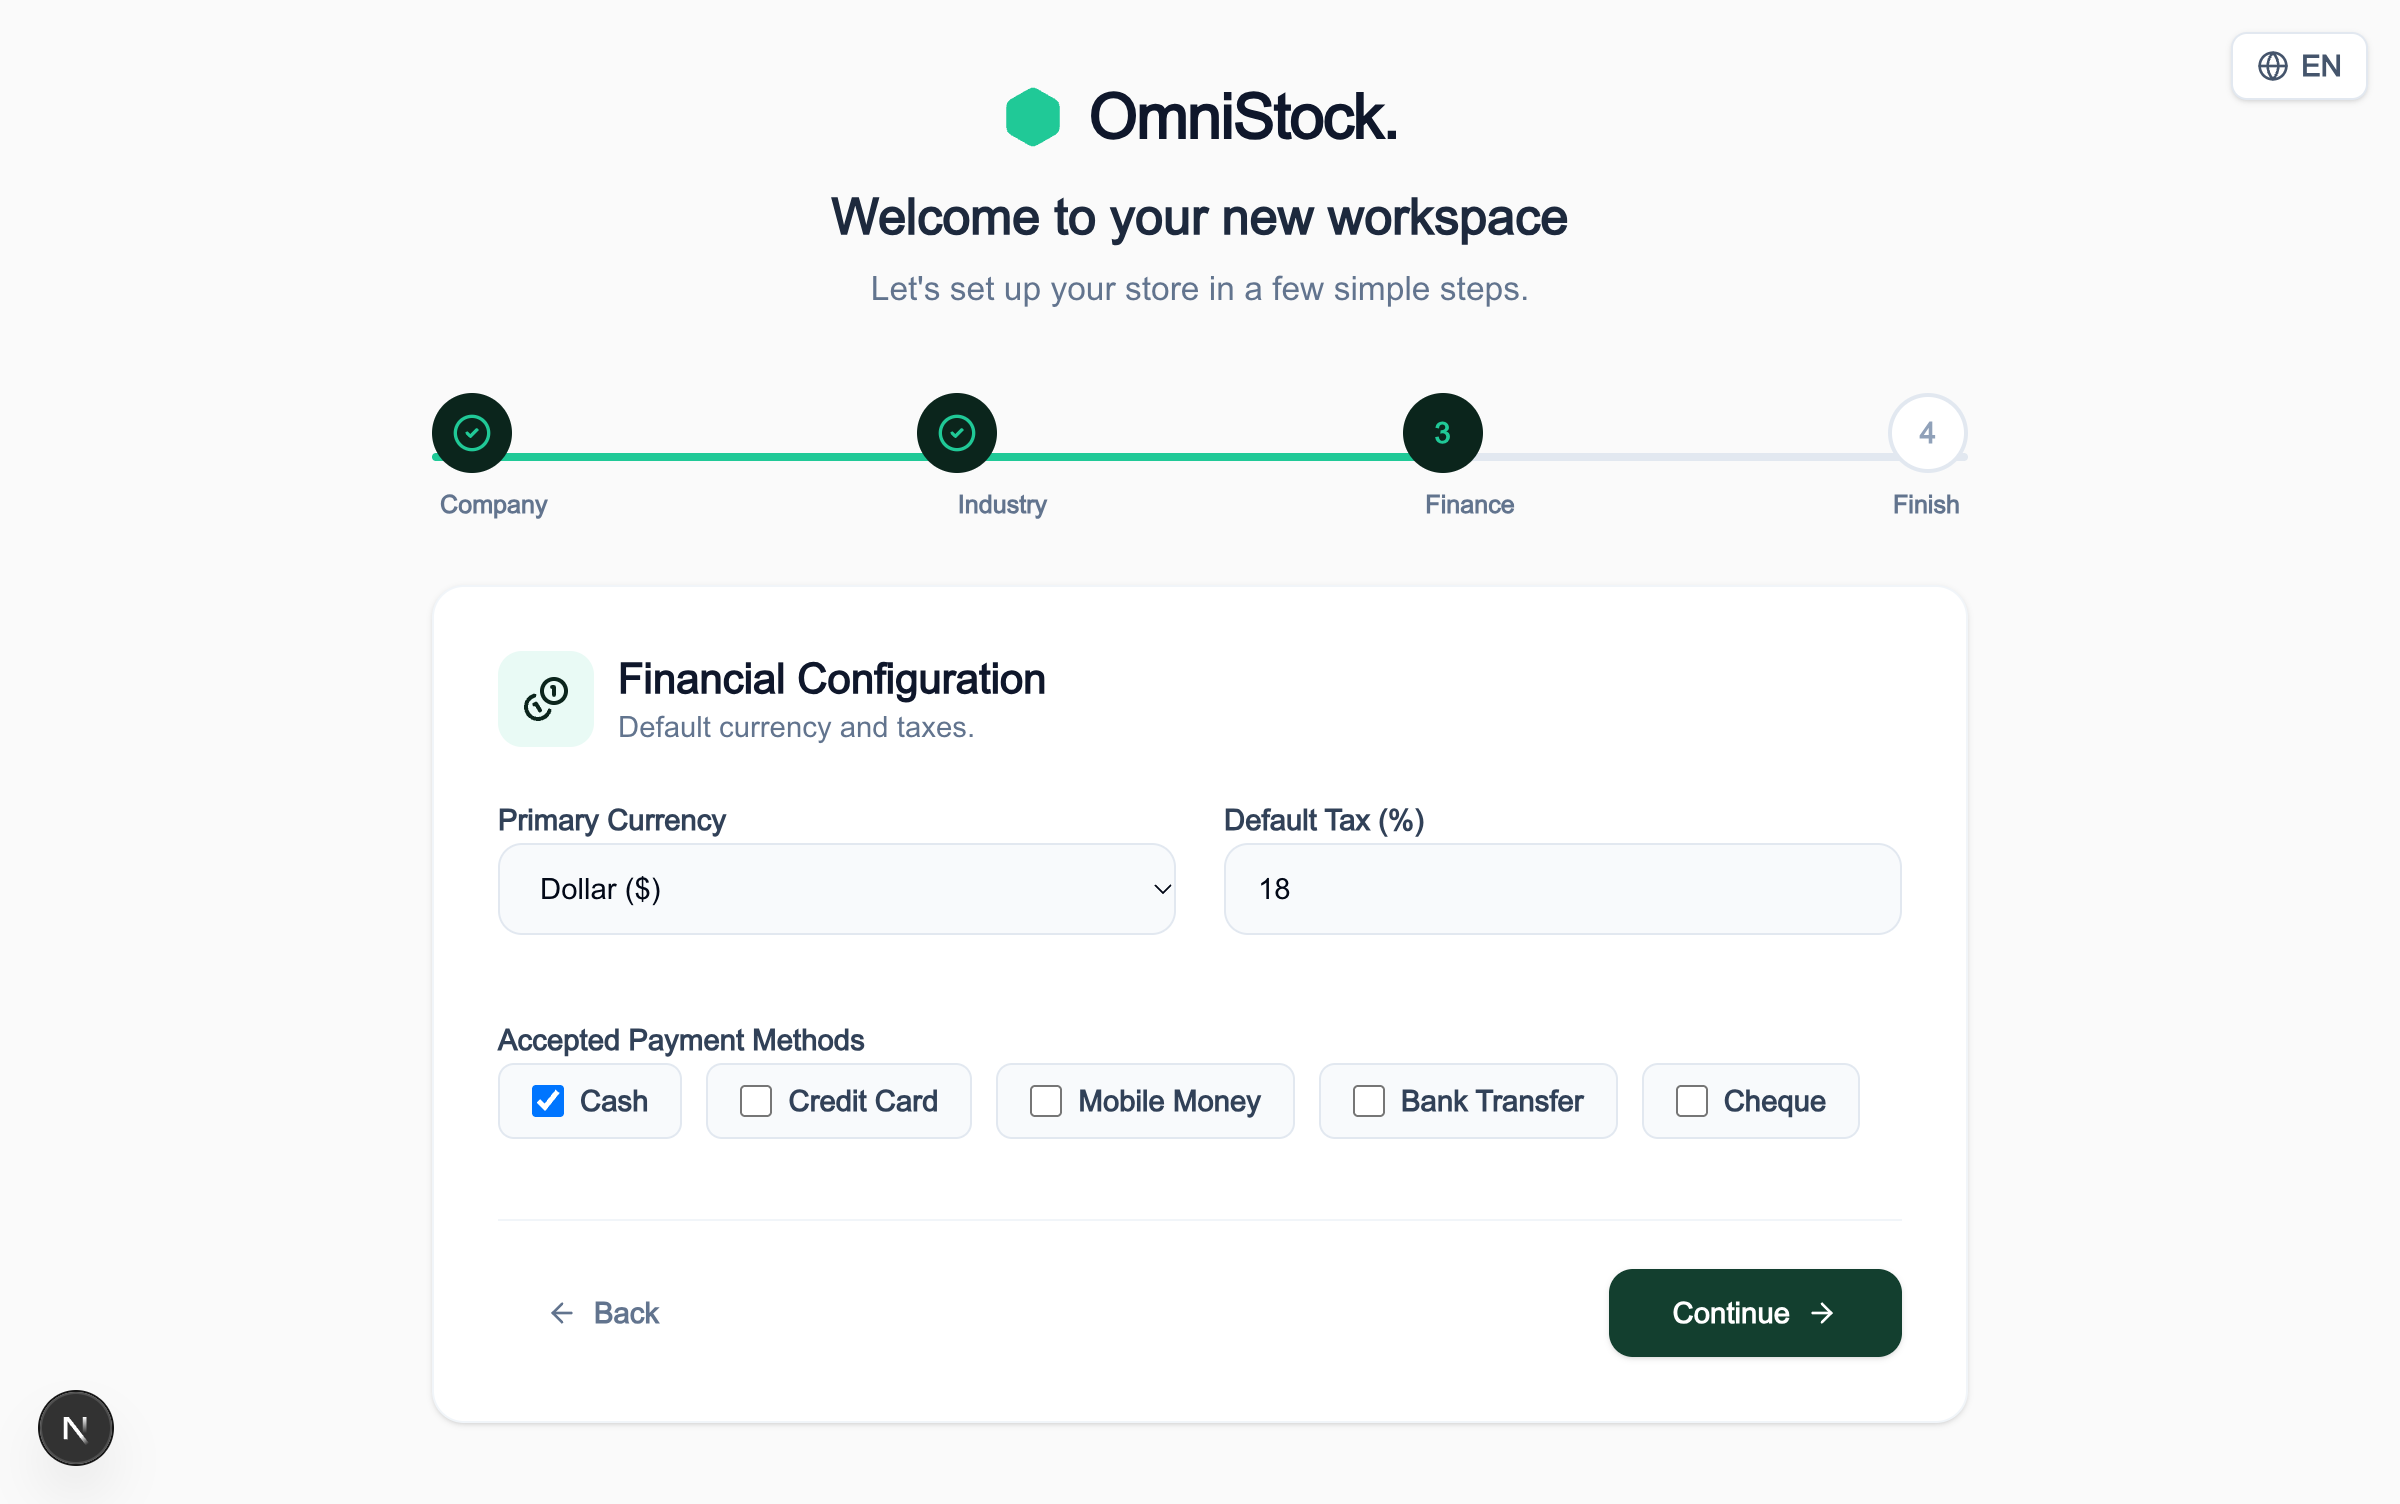 EN
OmniStock.
Welcome to your new workspace
Let's set up your store in a few simple steps.
3
4
Company
Industry
Finance
Finish
Financial Configuration
Default currency and taxes.
Primary Currency
Default Tax (%)
Dollar ($)
18
Accepted Payment Methods
Cash
Credit Card
Mobile Money
Bank Transfer
Cheque
Back
Continue
N